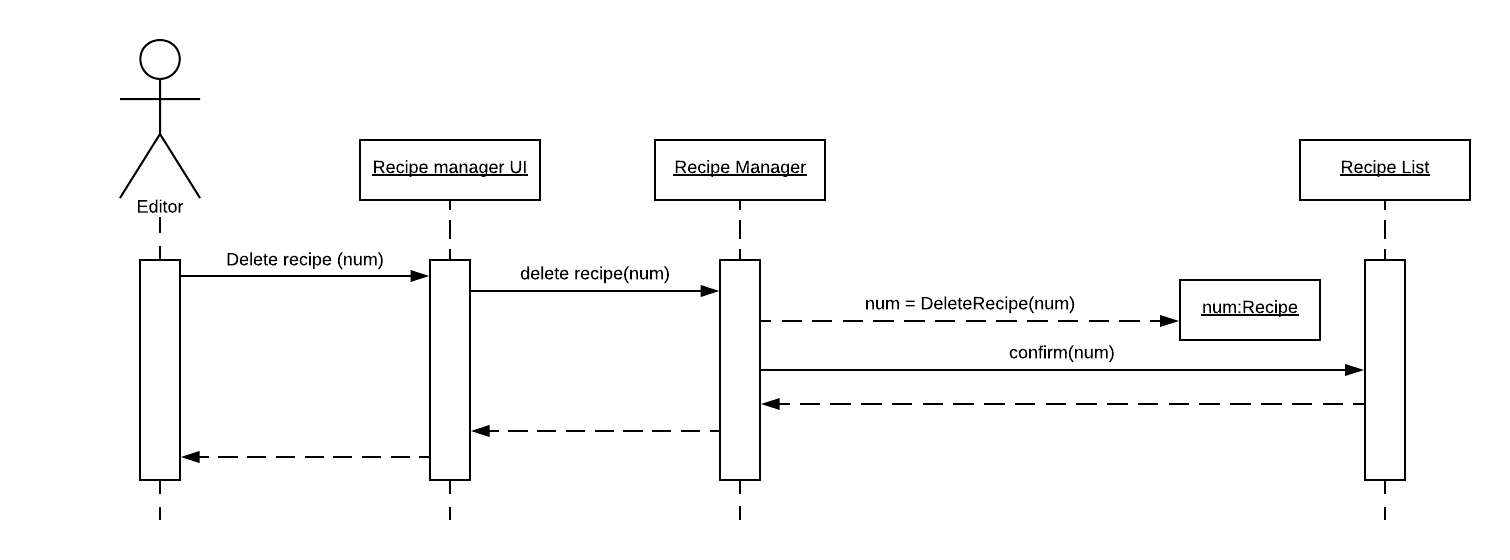 Editor
Recipe manager UI
Recipe Manager
Recipe List
Delete recipe (num)
delete recipe(num)
num = DeleteRecipe(num)
num:Recipe
confirm(num)